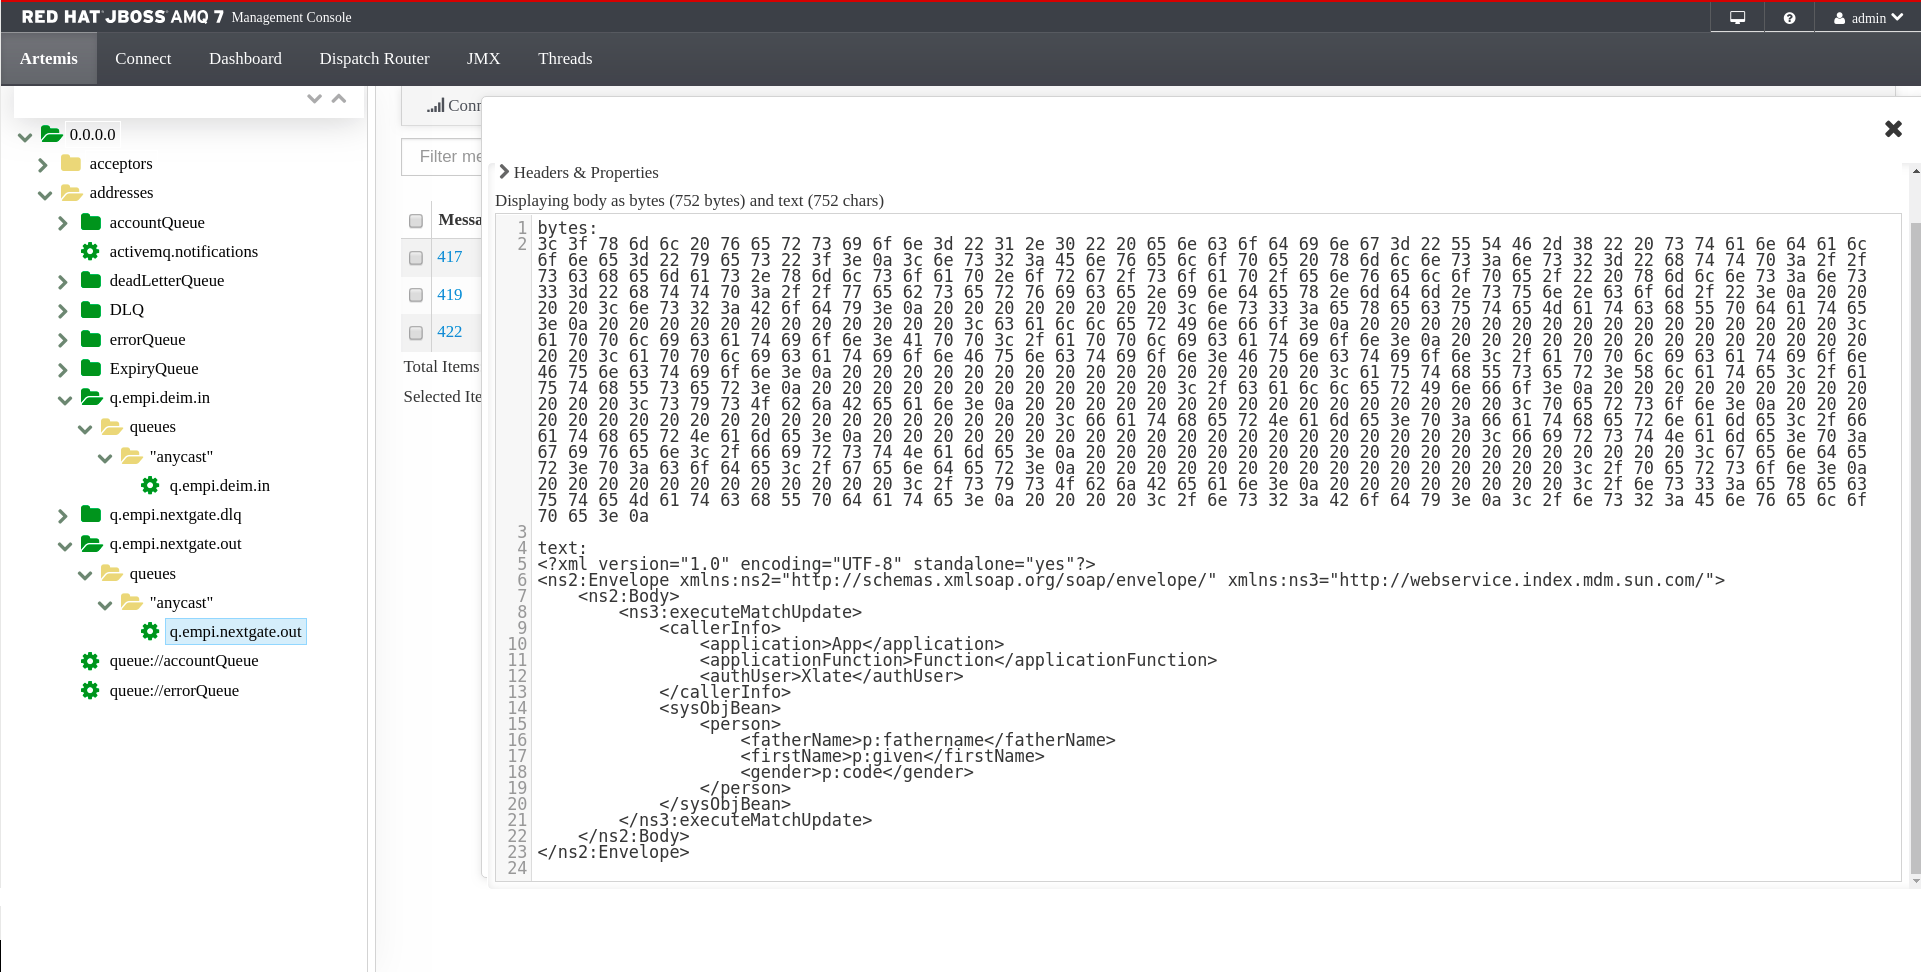 RED HAT JBOSS AMQ 7 Management Console
admin
Artemis Connect Dashboard Dispatch Router JMX Threads
0.0.0.0
acceptors
addresses
accountQueue
activemq.notifications
deadLetterQueue
DLQ
errorQueue
ExpiryQueue
q.empi.deim.in
queues
"anycast"
q.empi.deim.in
q.empi.nextgate.dlq
q.empi.nextgate.out
queues
"anycast"
q.empi.nextgate.out
queue://accountQueue
queue://errorQueue
Conn
Filter me
Messa
417
419
422
Total Items
Selected Ite
Headers & Properties
Displaying body as bytes (752 bytes) and text (752 chars)
1 bytes:
2 3c 3f 78 6d 6c 20 76 65 72 73 69 6f 6e 3d 22 31 2e 30 22 20 65 6e 63 6f 64 69 6e 67 3d 22 55 54 46 2d 38 22 20 73 74 61 6e 64 61 6c
6f 6e 65 3d 22 79 65 73 22 3f 3e 0a 3c 6e 73 32 3a 45 6e 76 65 6c 6f 70 65 20 78 6d 6c 6e 73 3a 6e 73 32 3d 22 68 74 74 70 3a 2f 2f
73 63 68 65 6d 61 73 2e 78 6d 6c 73 6f 61 70 2e 6f 72 67 2f 73 6f 61 70 2f 65 6e 76 65 6c 6f 70 65 2f 22 20 78 6d 6c 6e 73 3a 6e 73
33 3d 22 68 74 74 70 3a 2f 2f 77 65 62 73 65 72 76 69 63 65 2e 69 6e 64 65 78 2e 6d 64 6d 2e 73 75 6e 2e 63 6f 6d 2f 22 3e 0a 20 20
20 20 3c 6e 73 32 3a 42 6f 64 79 3e 0a 20 20 20 20 20 20 20 20 3c 6e 73 33 3a 65 78 65 63 75 74 65 4d 61 74 63 68 55 70 64 61 74 65
3e 0a 20 20 20 20 20 20 20 20 20 20 20 20 3c 63 61 6c 6c 65 72 49 6e 66 6f 3e 0a 20 20 20 20 20 20 20 20 20 20 20 20 20 20 20 20 3c
61 70 70 6c 69 63 61 74 69 6f 6e 3e 41 70 70 3c 2f 61 70 70 6c 69 63 61 74 69 6f 6e 3e 0a 20 20 20 20 20 20 20 20 20 20 20 20 20 20
20 20 3c 61 70 70 6c 69 63 61 74 69 6f 6e 46 75 6e 63 74 69 6f 6e 3e 46 75 6e 63 74 69 6f 6e 3c 2f 61 70 70 6c 69 63 61 74 69 6f 6e
46 75 6e 63 74 69 6f 6e 3e 0a 20 20 20 20 20 20 20 20 20 20 20 20 20 20 20 20 3c 61 75 74 68 55 73 65 72 3e 58 6c 61 74 65 3c 2f 61
75 74 68 55 73 65 72 3e 0a 20 20 20 20 20 20 20 20 20 20 20 20 3c 2f 63 61 6c 6c 65 72 49 6e 66 6f 3e 0a 20 20 20 20 20 20 20 20 20
20 20 20 3c 73 79 73 4f 62 6a 42 65 61 6e 3e 0a 20 20 20 20 20 20 20 20 20 20 20 20 20 20 20 20 3c 70 65 72 73 6f 6e 3e 0a 20 20 20
20 20 20 20 20 20 20 20 20 20 20 20 20 20 20 20 20 20 3c 66 61 74 68 65 72 4e 61 6d 65 3e 70 3a 66 61 74 68 65 72 6e 61 6d 65 3c 2f 66
61 74 68 65 72 4e 61 6d 65 3e 0a 20 20 20 20 20 20 20 20 20 20 20 20 20 20 20 20 20 20 20 20 3c 66 69 72 73 74 4e 61 6d 65 3e 70 3a
67 69 76 65 6e 3c 2f 66 69 72 73 74 4e 61 6d 65 3e 0a 20 20 20 20 20 20 20 20 20 20 20 20 20 20 20 20 20 20 20 20 3c 67 65 6e 64 65
72 3e 70 3a 63 6f 64 65 3c 2f 67 65 6e 64 65 72 3e 0a 20 20 20 20 20 20 20 20 20 20 20 20 20 20 20 20 3c 2f 70 65 72 73 6f 6e 3e 0a
20 20 20 20 20 20 20 20 20 20 20 20 3c 2f 73 79 73 4f 62 6a 42 65 61 6e 3e 0a 20 20 20 20 20 20 20 20 3c 2f 6e 73 33 3a 65 78 65 63
75 74 65 4d 61 74 63 68 55 70 64 61 74 65 3e 0a 20 20 20 20 3c 2f 6e 73 32 3a 42 6f 64 79 3e 0a 3c 2f 6e 73 32 3a 45 6e 76 65 6c 6f
70 65 3e 0a
3
4 text:
5 <?xml version="1.0" encoding="UTF-8" standalone="yes"?>
6 <ns2:Envelope xmlns:ns2="http://schemas.xmlsoap.org/soap/envelope/" xmlns:ns3="http://webservice.index.mdm.sun.com/">
7 <ns2:Body>
8 <ns3:executeMatchUpdate>
9 <callerInfo>
10 <application>App</application>
11 <applicationFunction>Function</applicationFunction>
12 <authUser>Xlate</authUser>
13 </callerInfo>
14 <sysObjBean>
15 <person>
16 <fatherName>p:fathername</fatherName>
17 <firstName>p:given</firstName>
18 <gender>p:code</gender>
19 </person>
20 </sysObjBean>
21 </ns3:executeMatchUpdate>
22 </ns2:Body>
23 </ns2:Envelope>
24